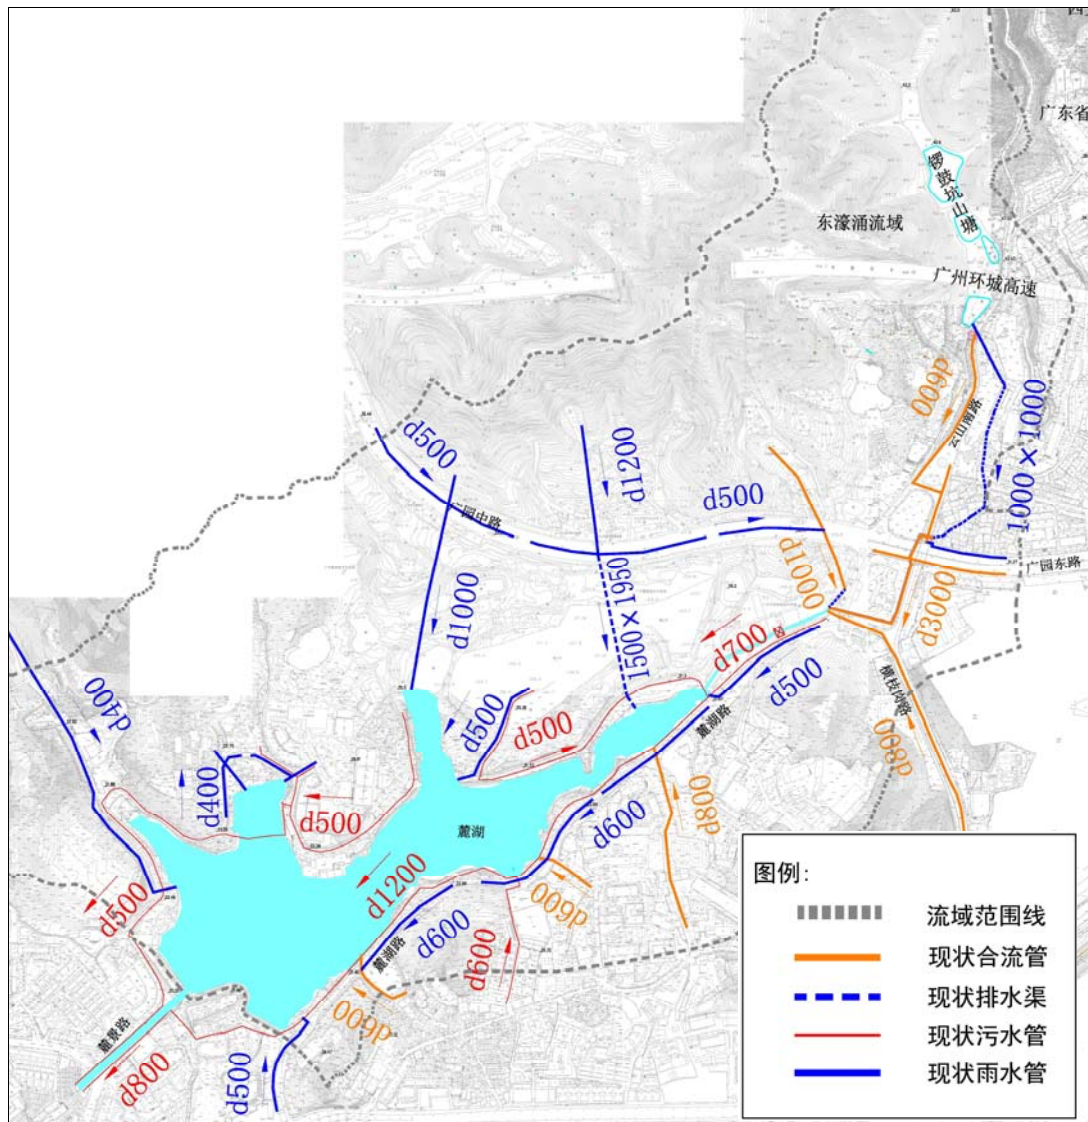 广东省
锣鼓坑山塘
东濠涌流域
广州环城高速
d600
云山南路
1000×1000
d500
d1200
广园中路
d500
d1000
1500×1950
d1000
d3000
广园东路
d700
d500
横枝岗路
d800
d400
d500
d500
麓湖路
d400
d500
麓湖
d600
d800
d1200
d500
d600
d600
麓湖路
d600
d600
麓景路
d800
d500
图例:
流域范围线
现状合流管
现状排水渠
现状污水管
现状雨水管